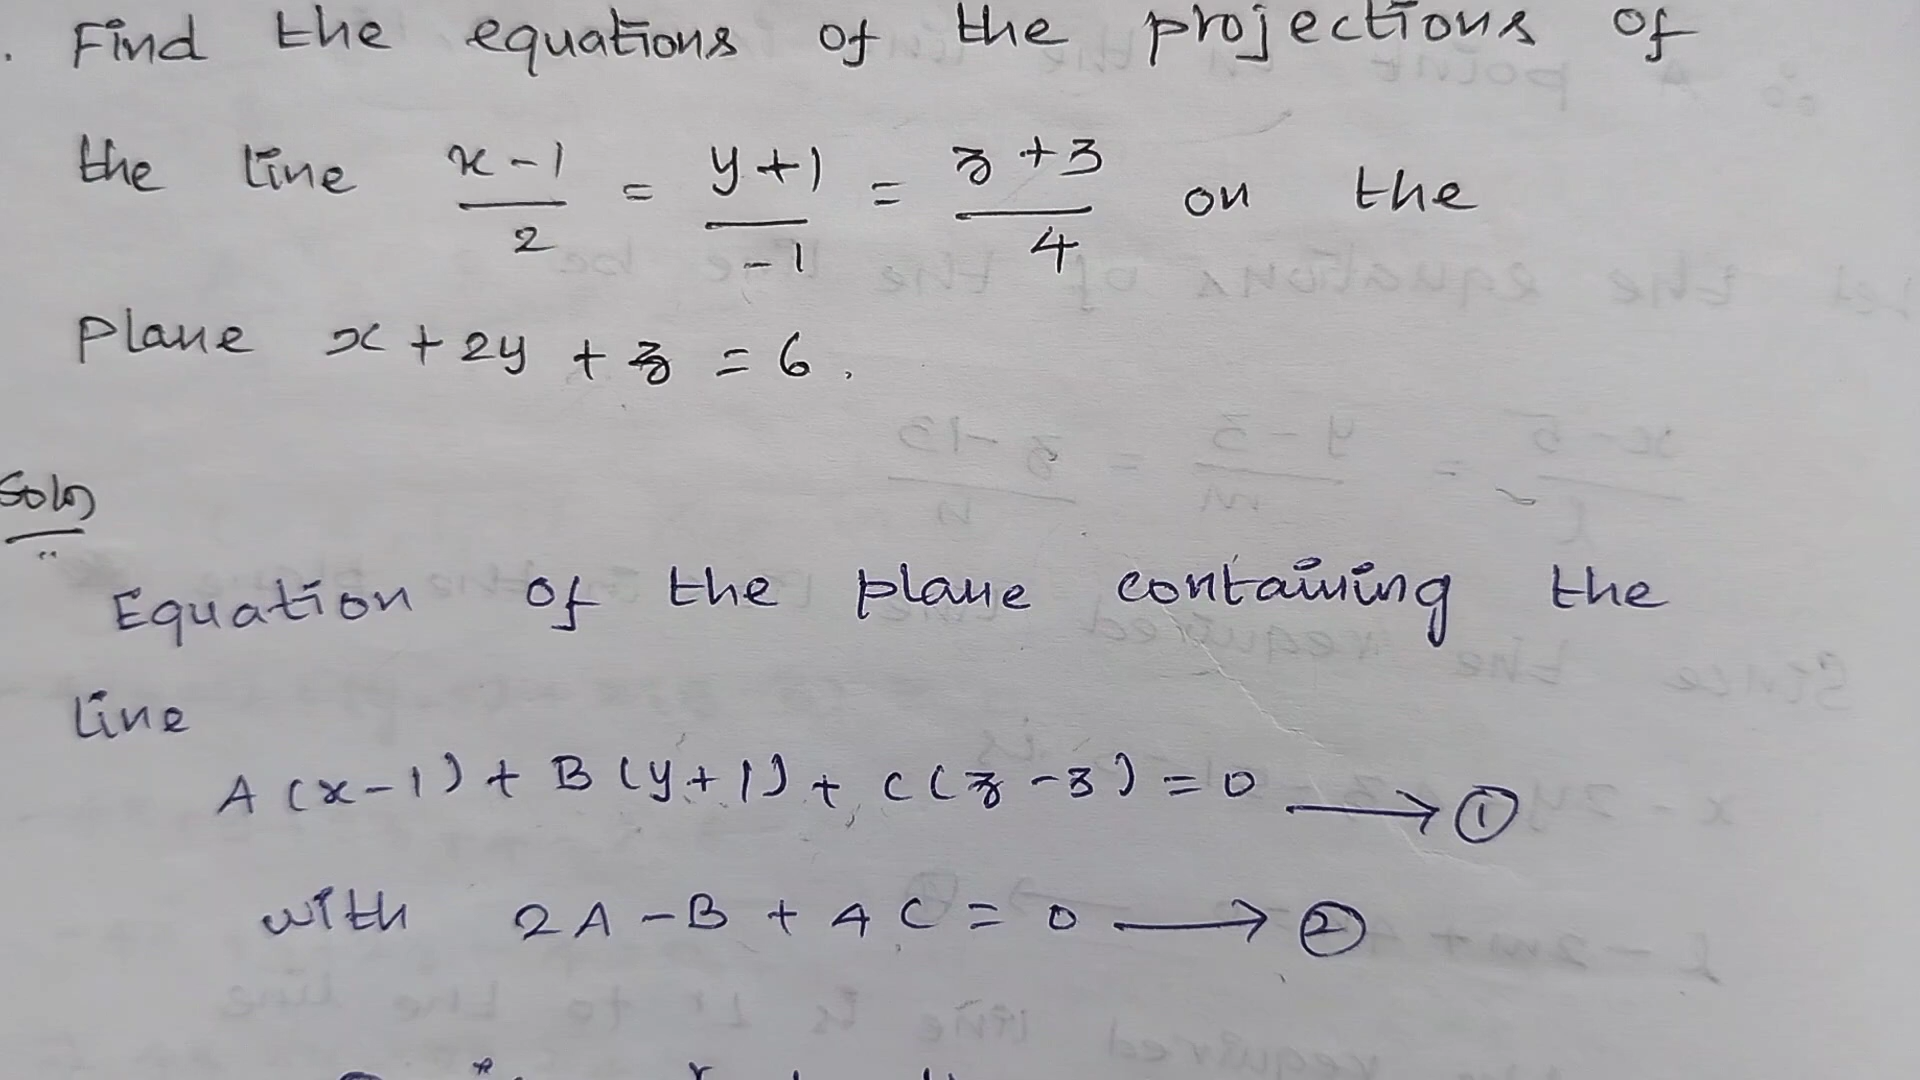 . Find the equations of the projections of
the line x-1/2 = y+1/-1 = z+3/4 on the
plane x + 2y + z = 6.
Soln
Equation of the plane containing the
line
A(x-1) + B(y+1) + C(z-3) = 0 → ①
with 2A - B + 4C = 0 → ②